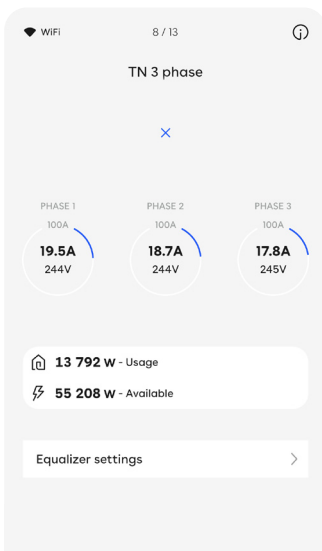 WiFi 8 / 13
TN 3 phase
PHASE 1 PHASE 2 PHASE 3
100A 100A 100A
19.5A 18.7A 17.8A
244V 244V 245V
13 792 W - Usage
55 208 W - Available
Equalizer settings